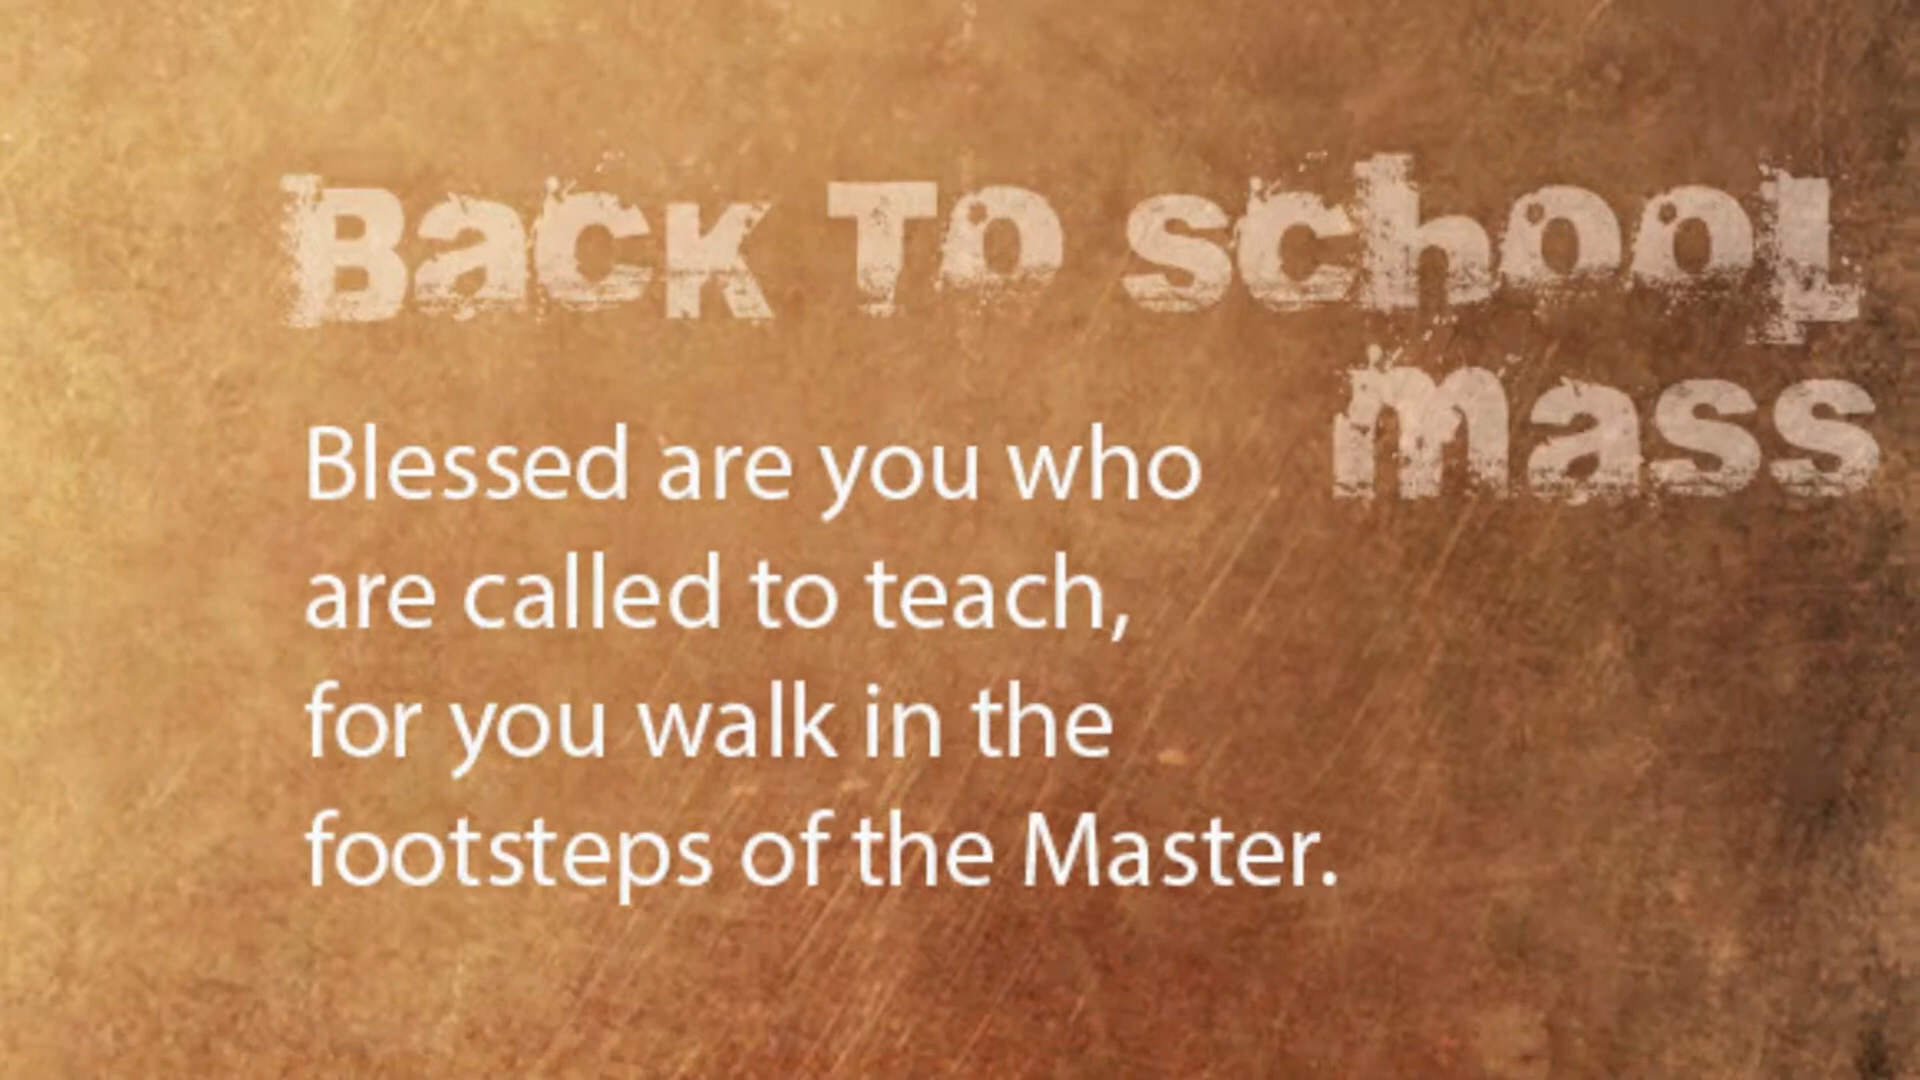 Back To school
mass
Blessed are you who
are called to teach,
for you walk in the
footsteps of the Master.